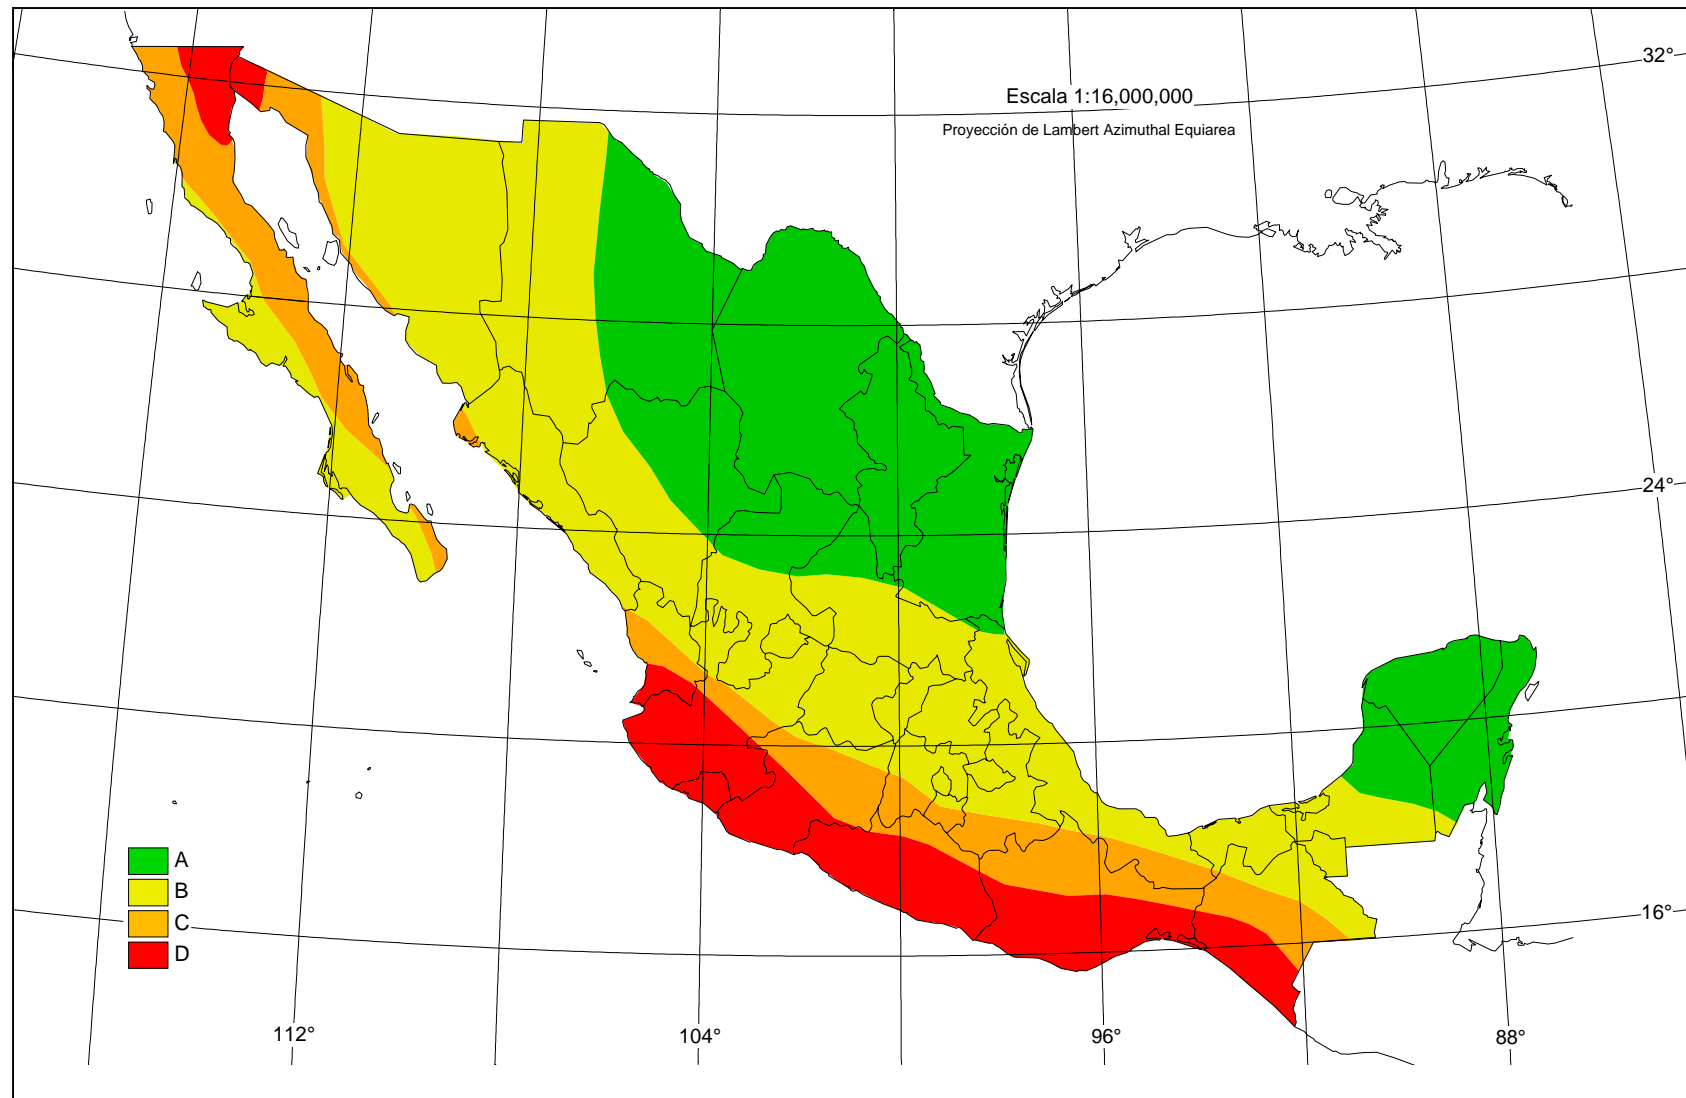 32°
Escala 1:16,000,000
Proyección de Lambert Azimuthal Equiarea
24°
A
B
C
D
16°
112°
104°
96°
88°